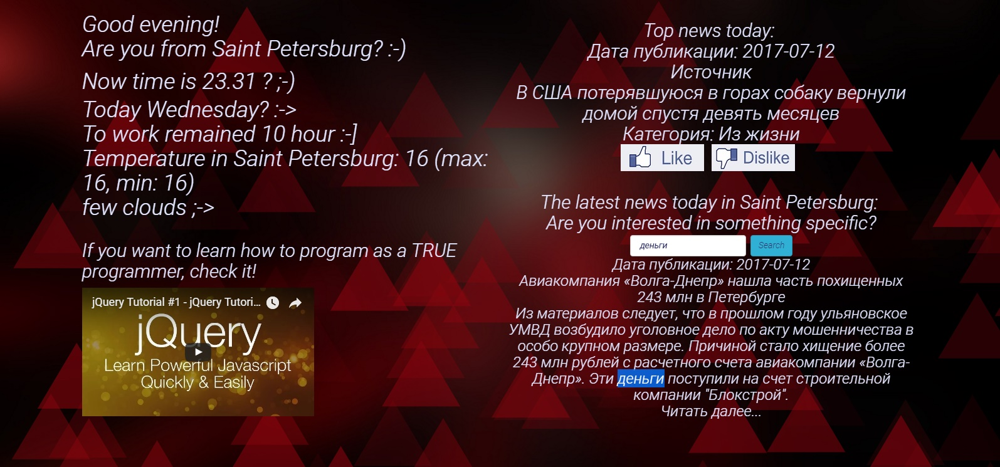 Good evening!
Are you from Saint Petersburg? :-)
Now time is 23.31 ? ;-)
Today Wednesday? :->
To work remained 10 hour :-]
Temperature in Saint Petersburg: 16 (max:
16, min: 16)
few clouds ;->
If you want to learn how to program as a TRUE
programmer, check it!
jQuery Tutorial #1 - jQuery Tutori...
jQuery
Learn Powerful Javascript
Quickly & Easily
Top news today:
Дата публикации: 2017-07-12
Источник
В США потерявшуюся в горах собаку вернули
домой спустя девять месяцев
Категория: Из жизни
Like Dislike
The latest news today in Saint Petersburg:
Are you interested in something specific?
деньги Search
Дата публикации: 2017-07-12
Авиакомпания «Волга-Днепр» нашла часть похищенных
243 млн в Петербурге
Из материалов следует, что в прошлом году ульяновское
УМВД возбудило уголовное дело по акту мошенничества в
особо крупном размере. Причиной стало хищение более
243 млн рублей с расчетного счета авиакомпании «Волга-
Днепр». Эти деньги поступили на счет строительной
компании "Блокстрой".
Читать далее...